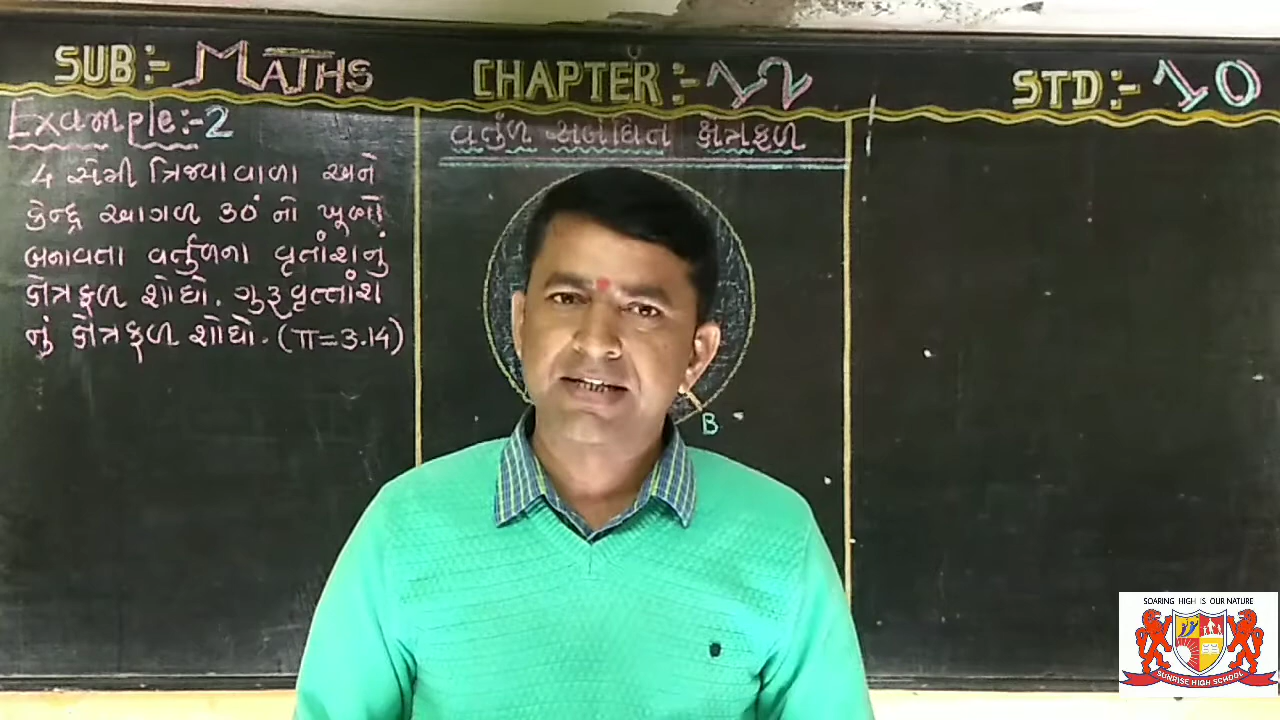 SUB:- MATHS
CHAPTER:- 12
STD:- 10
Example:-2
4 સેમી ત્રિજ્યાવાળા અને
કેન્દ્ર આગળ 30° નો ખૂણો
બનાવતા વર્તુળના વૃતાંશનું
ક્ષેત્રફળ શોધો. ગુરુવૃત્તાંશ
નું ક્ષેત્રફળ શોધો. (π=3.14)
વર્તુળ સબંધિત ક્ષેત્રફળ
B
SOARING HIGH IS OUR NATURE
SUNRISE HIGH SCHOOL